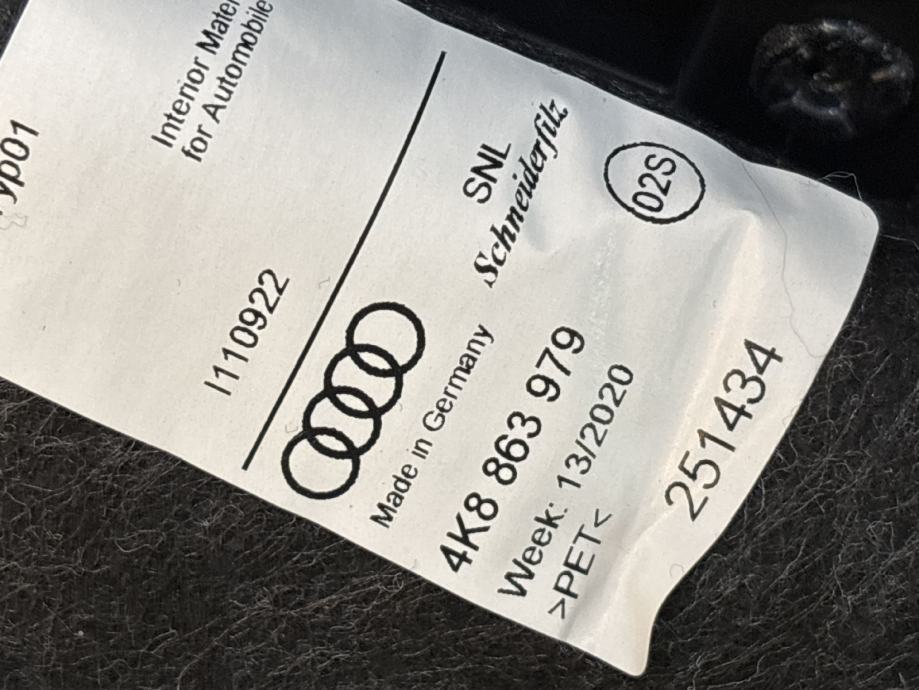 yp01
Interior Mater
for Automobile
I110922
SNL
Schneiderfilz
02S
Made in Germany
4K8 863 979
Week: 13/2020
>PET<
251434